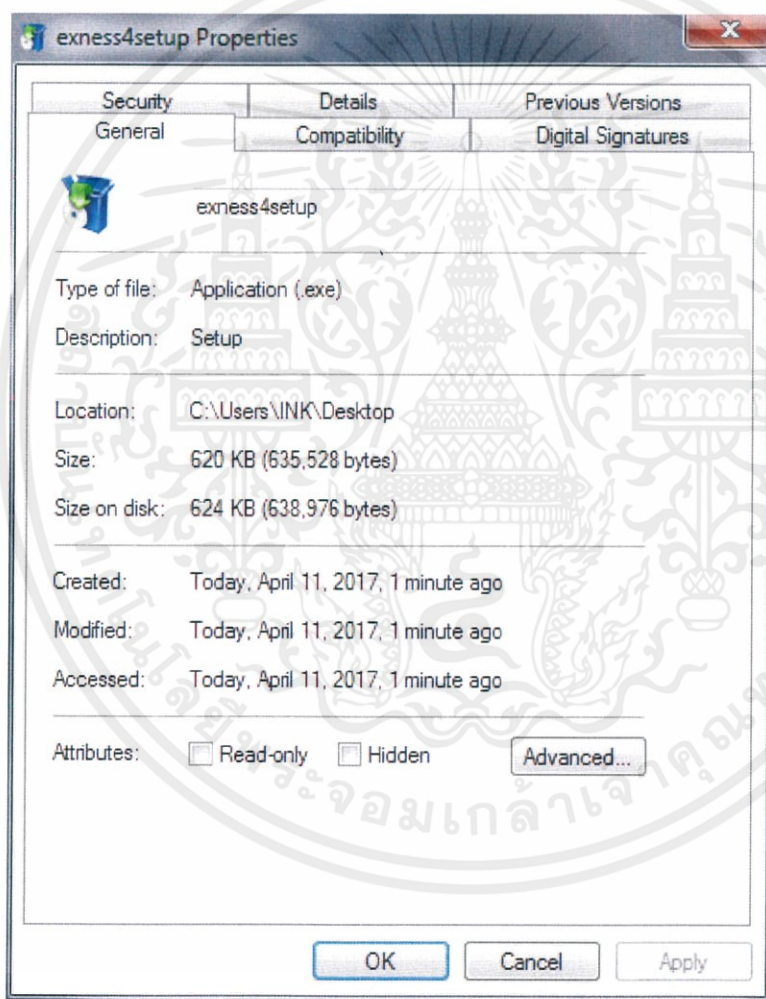 exness4setup Properties
Security Details Previous Versions
General Compatibility Digital Signatures
exness4setup
Type of file: Application (.exe)
Description: Setup
Location: C:\Users\INK\Desktop
Size: 620 KB (635,528 bytes)
Size on disk: 624 KB (638,976 bytes)
Created: Today, April 11, 2017, 1 minute ago
Modified: Today, April 11, 2017, 1 minute ago
Accessed: Today, April 11, 2017, 1 minute ago
Attributes: Read-only Hidden Advanced...
OK Cancel Apply